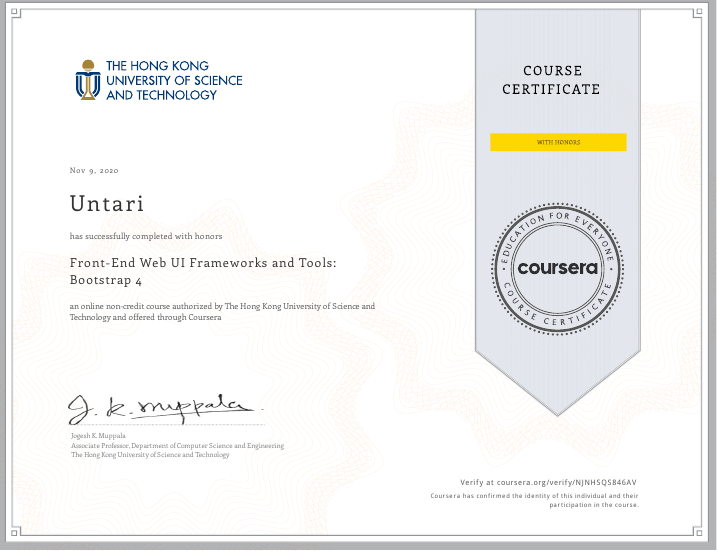 THE HONG KONG
UNIVERSITY OF SCIENCE
AND TECHNOLOGY
COURSE
CERTIFICATE
WITH HONORS
Nov 9, 2020
Untari
has successfully completed with honors
Front-End Web UI Frameworks and Tools:
Bootstrap 4
an online non-credit course authorized by The Hong Kong University of Science and
Technology and offered through Coursera
EDUCATION FOR EVERYONE
coursera
COURSE CERTIFICATE
J. K. Muppala
Jogesh K. Muppala
Associate Professor, Department of Computer Science and Engineering
The Hong Kong University of Science and Technology
Verify at coursera.org/verify/NJNHSQS846AV
Coursera has confirmed the identity of this individual and their
participation in the course.